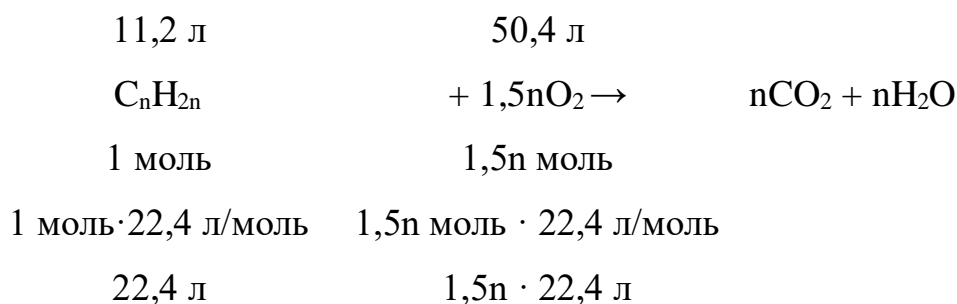 11,2 л 50,4 л
CₙH₂ₙ + 1,5nO₂ → nCO₂ + nH₂O
1 моль 1,5n моль
1 моль·22,4 л/моль 1,5n моль · 22,4 л/моль
22,4 л 1,5n · 22,4 л